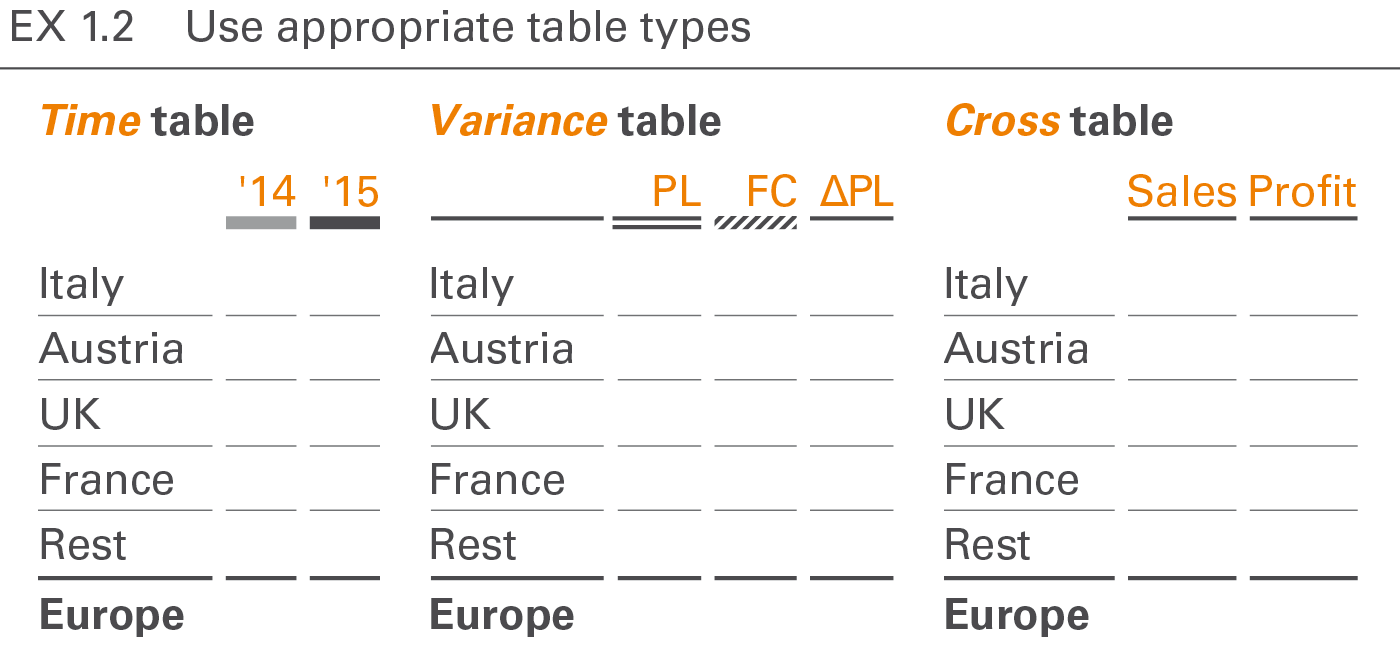 EX 1.2 Use appropriate table types
Time table
'14 '15
Italy
Austria
UK
France
Rest
Europe
Variance table
PL FC ΔPL
Italy
Austria
UK
France
Rest
Europe
Cross table
Sales Profit
Italy
Austria
UK
France
Rest
Europe